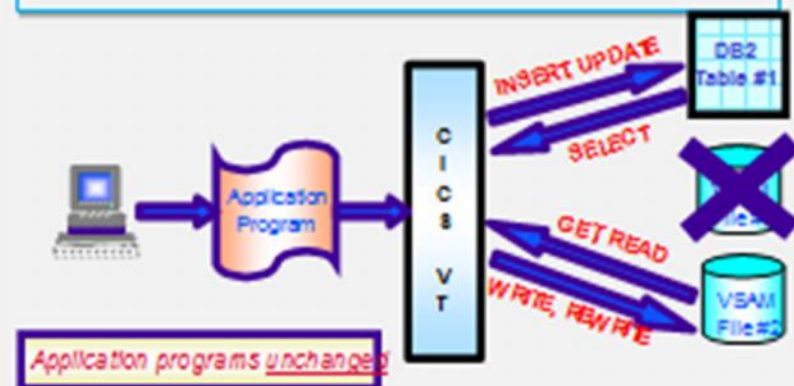 INSERT UPDATE
DB2
Table #1
SELECT
C
I
C
S
V
T
Application
Program
GET READ
WRITE, REWRITE
VSAM
File #2
Application programs unchanged